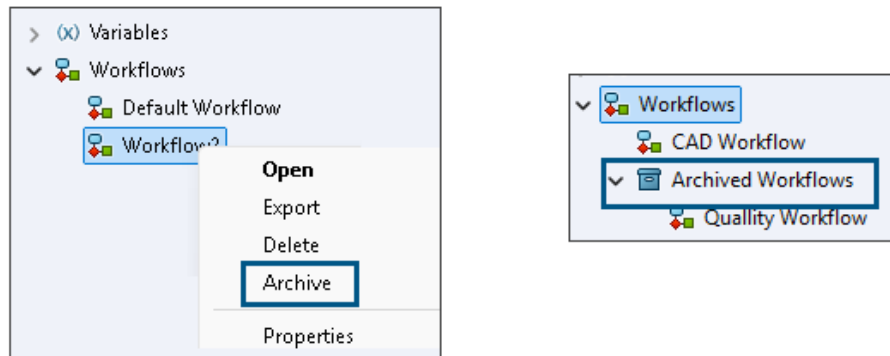 (x) Variables
Workflows
Default Workflow
Workflow2
Open
Export
Delete
Archive
Properties
Workflows
CAD Workflow
Archived Workflows
Quallity Workflow